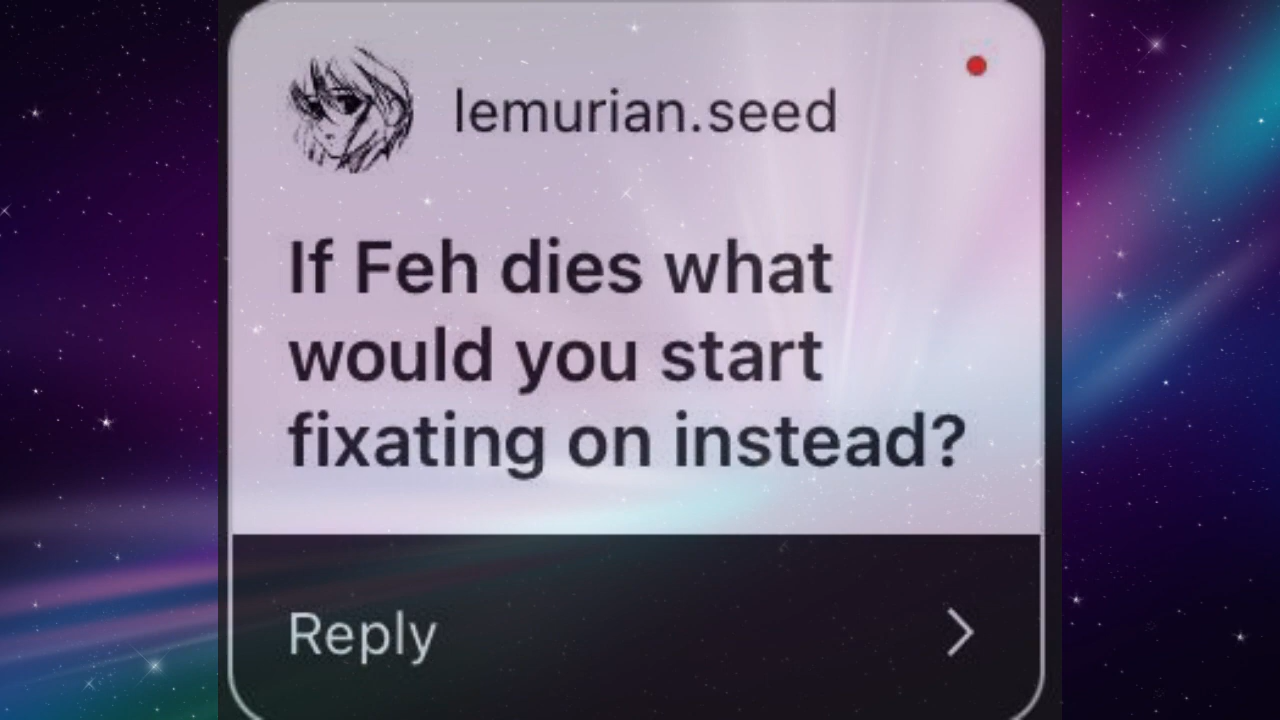 lemurian.seed
If Feh dies what
would you start
fixating on instead?
Reply